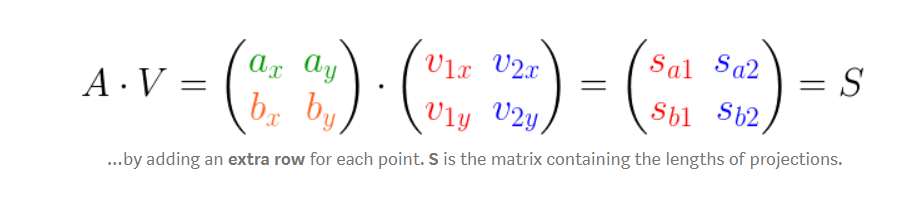 A · V = (a_x a_y) · (v_1x v_2x) = (s_a1 s_a2) = S
(b_x b_y) (v_1y v_2y) (s_b1 s_b2)
...by adding an extra row for each point. S is the matrix containing the lengths of projections.